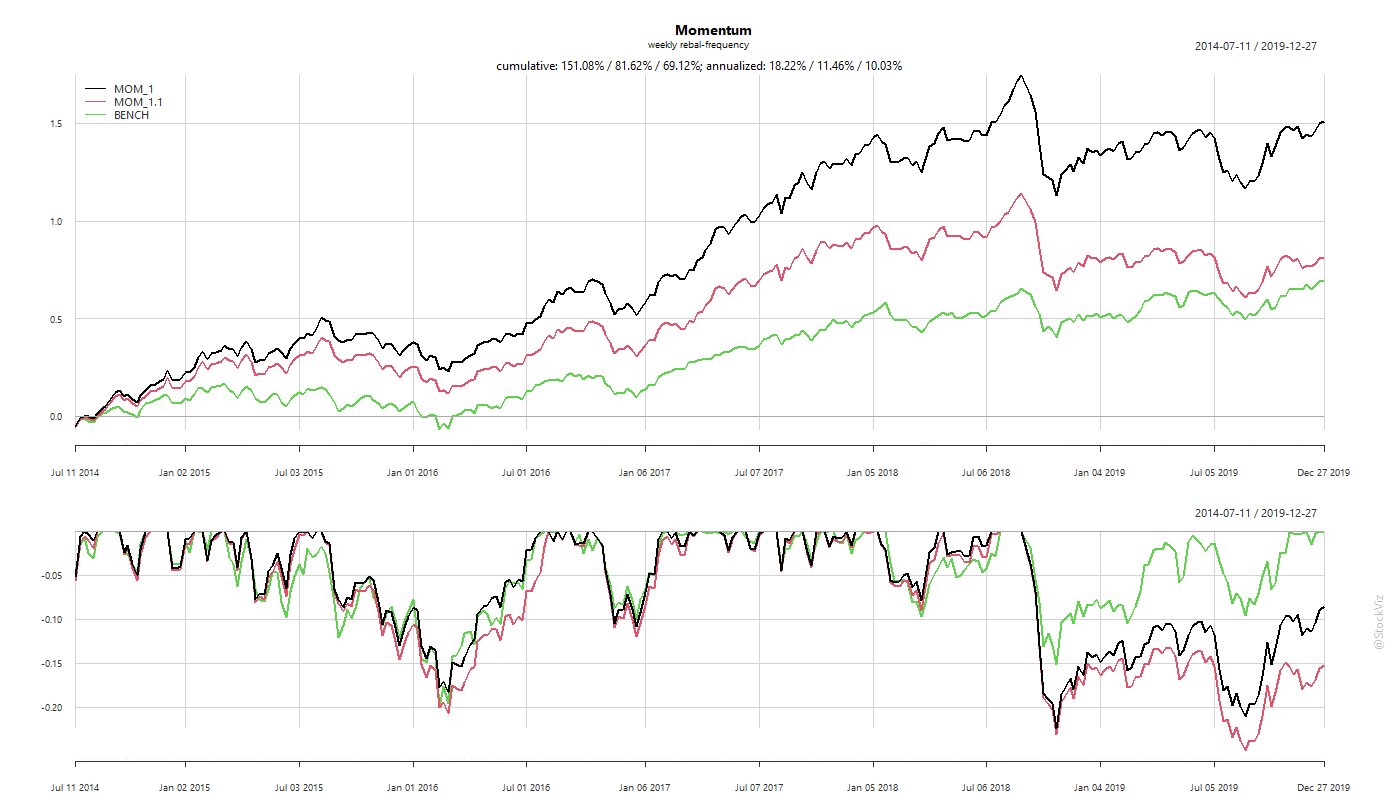 Momentum
weekly rebal-frequency
2014-07-11 / 2019-12-27
cumulative: 151.08% / 81.62% / 69.12%; annualized: 18.22% / 11.46% / 10.03%
MOM_1
MOM_1.1
BENCH
1.5
1.0
0.5
0.0
Jul 11 2014 Jan 02 2015 Jul 03 2015 Jan 01 2016 Jul 01 2016 Jan 06 2017 Jul 07 2017 Jan 05 2018 Jul 06 2018 Jan 04 2019 Jul 05 2019 Dec 27 2019
2014-07-11 / 2019-12-27
-0.05
-0.10
-0.15
-0.20
@StockViz
Jul 11 2014 Jan 02 2015 Jul 03 2015 Jan 01 2016 Jul 01 2016 Jan 06 2017 Jul 07 2017 Jan 05 2018 Jul 06 2018 Jan 04 2019 Jul 05 2019 Dec 27 2019